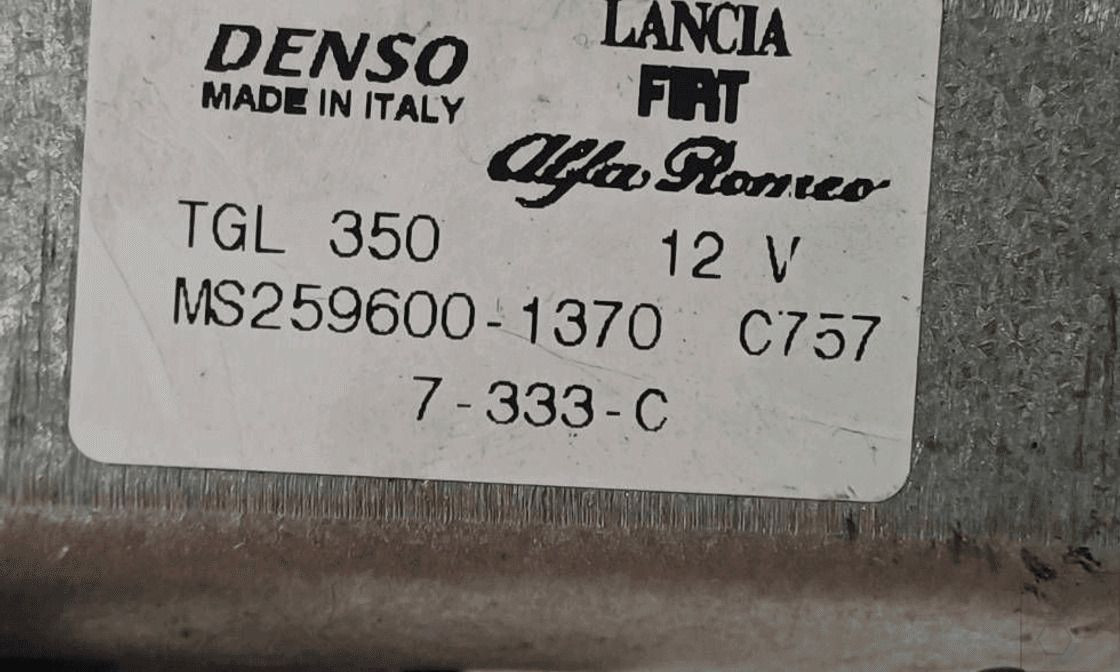 DENSO
MADE IN ITALY
LANCIA
FIAT
Alfa Romeo
TGL 350 12 V
MS259600-1370 C757
7-333-C